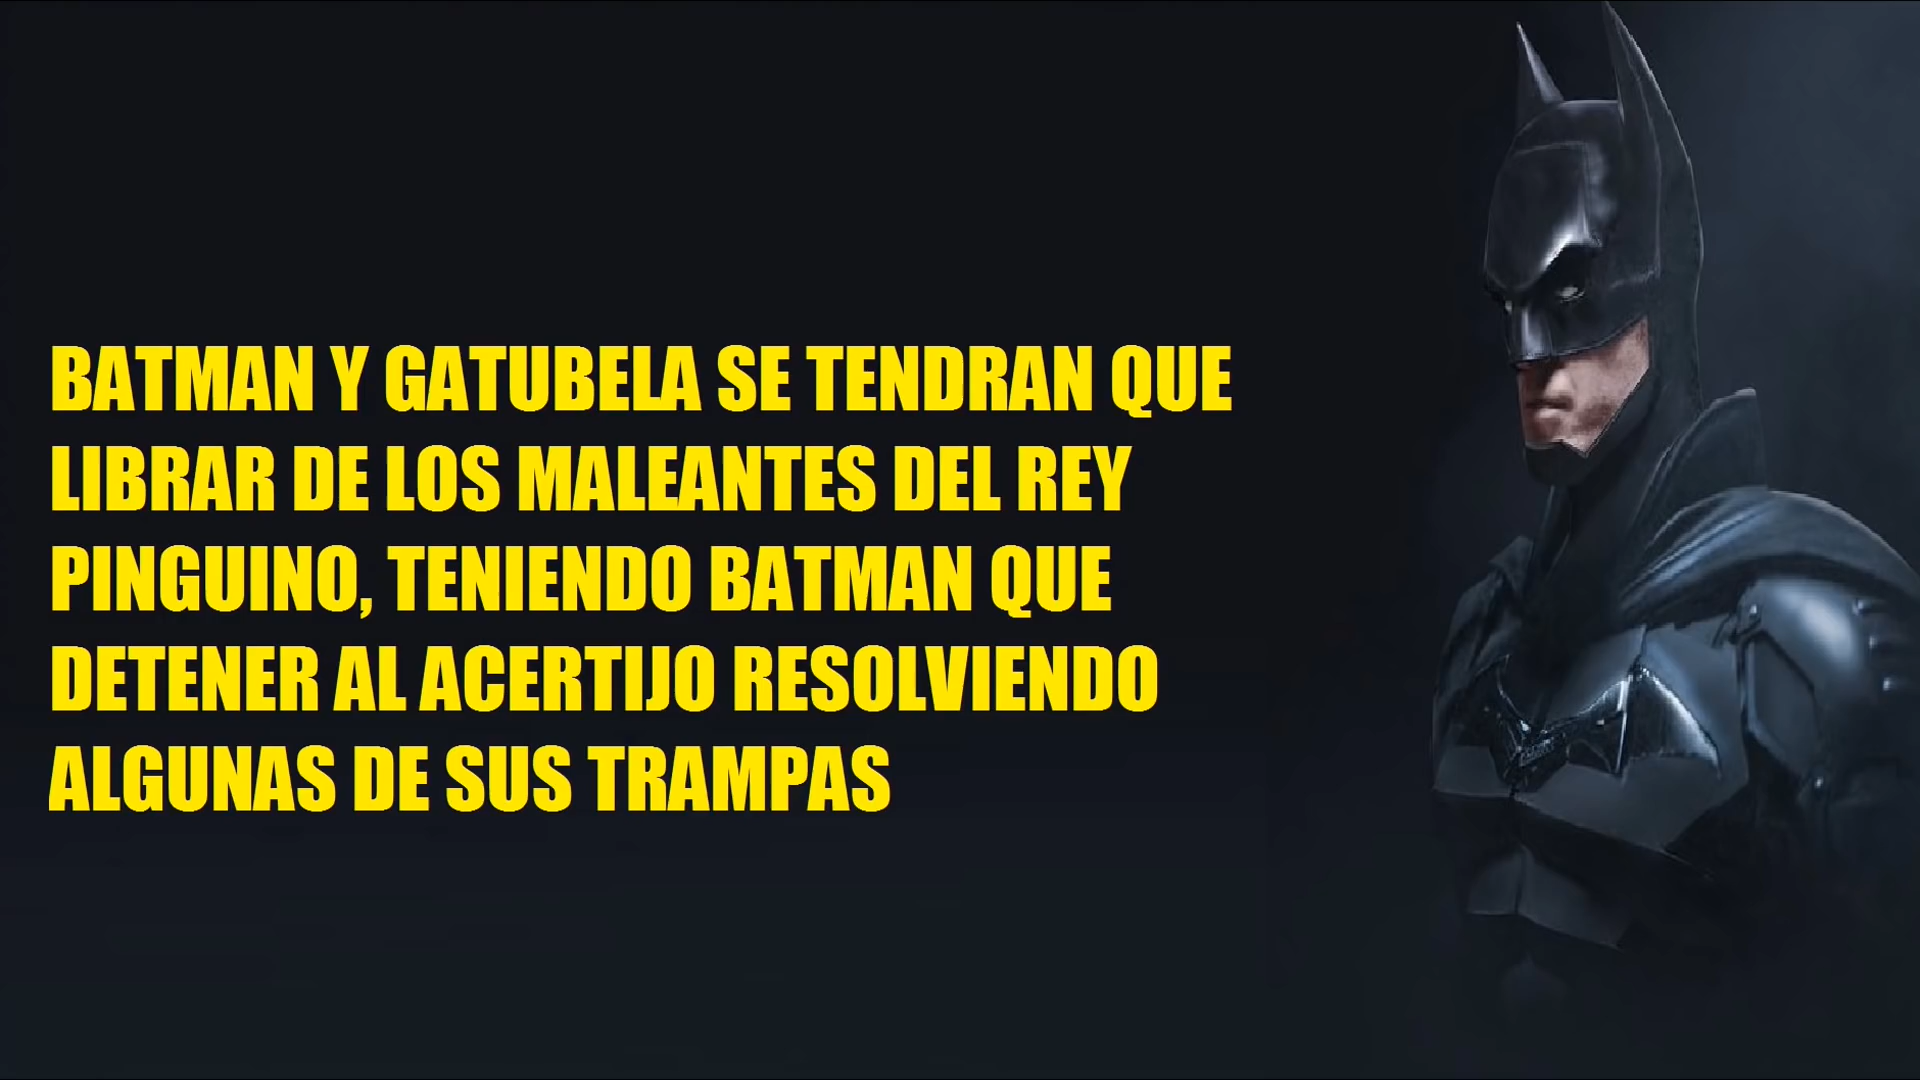 BATMAN Y GATUBELA SE TENDRAN QUE
LIBRAR DE LOS MALEANTES DEL REY
PINGUINO, TENIENDO BATMAN QUE
DETENER AL ACERTIJO RESOLVIENDO
ALGUNAS DE SUS TRAMPAS